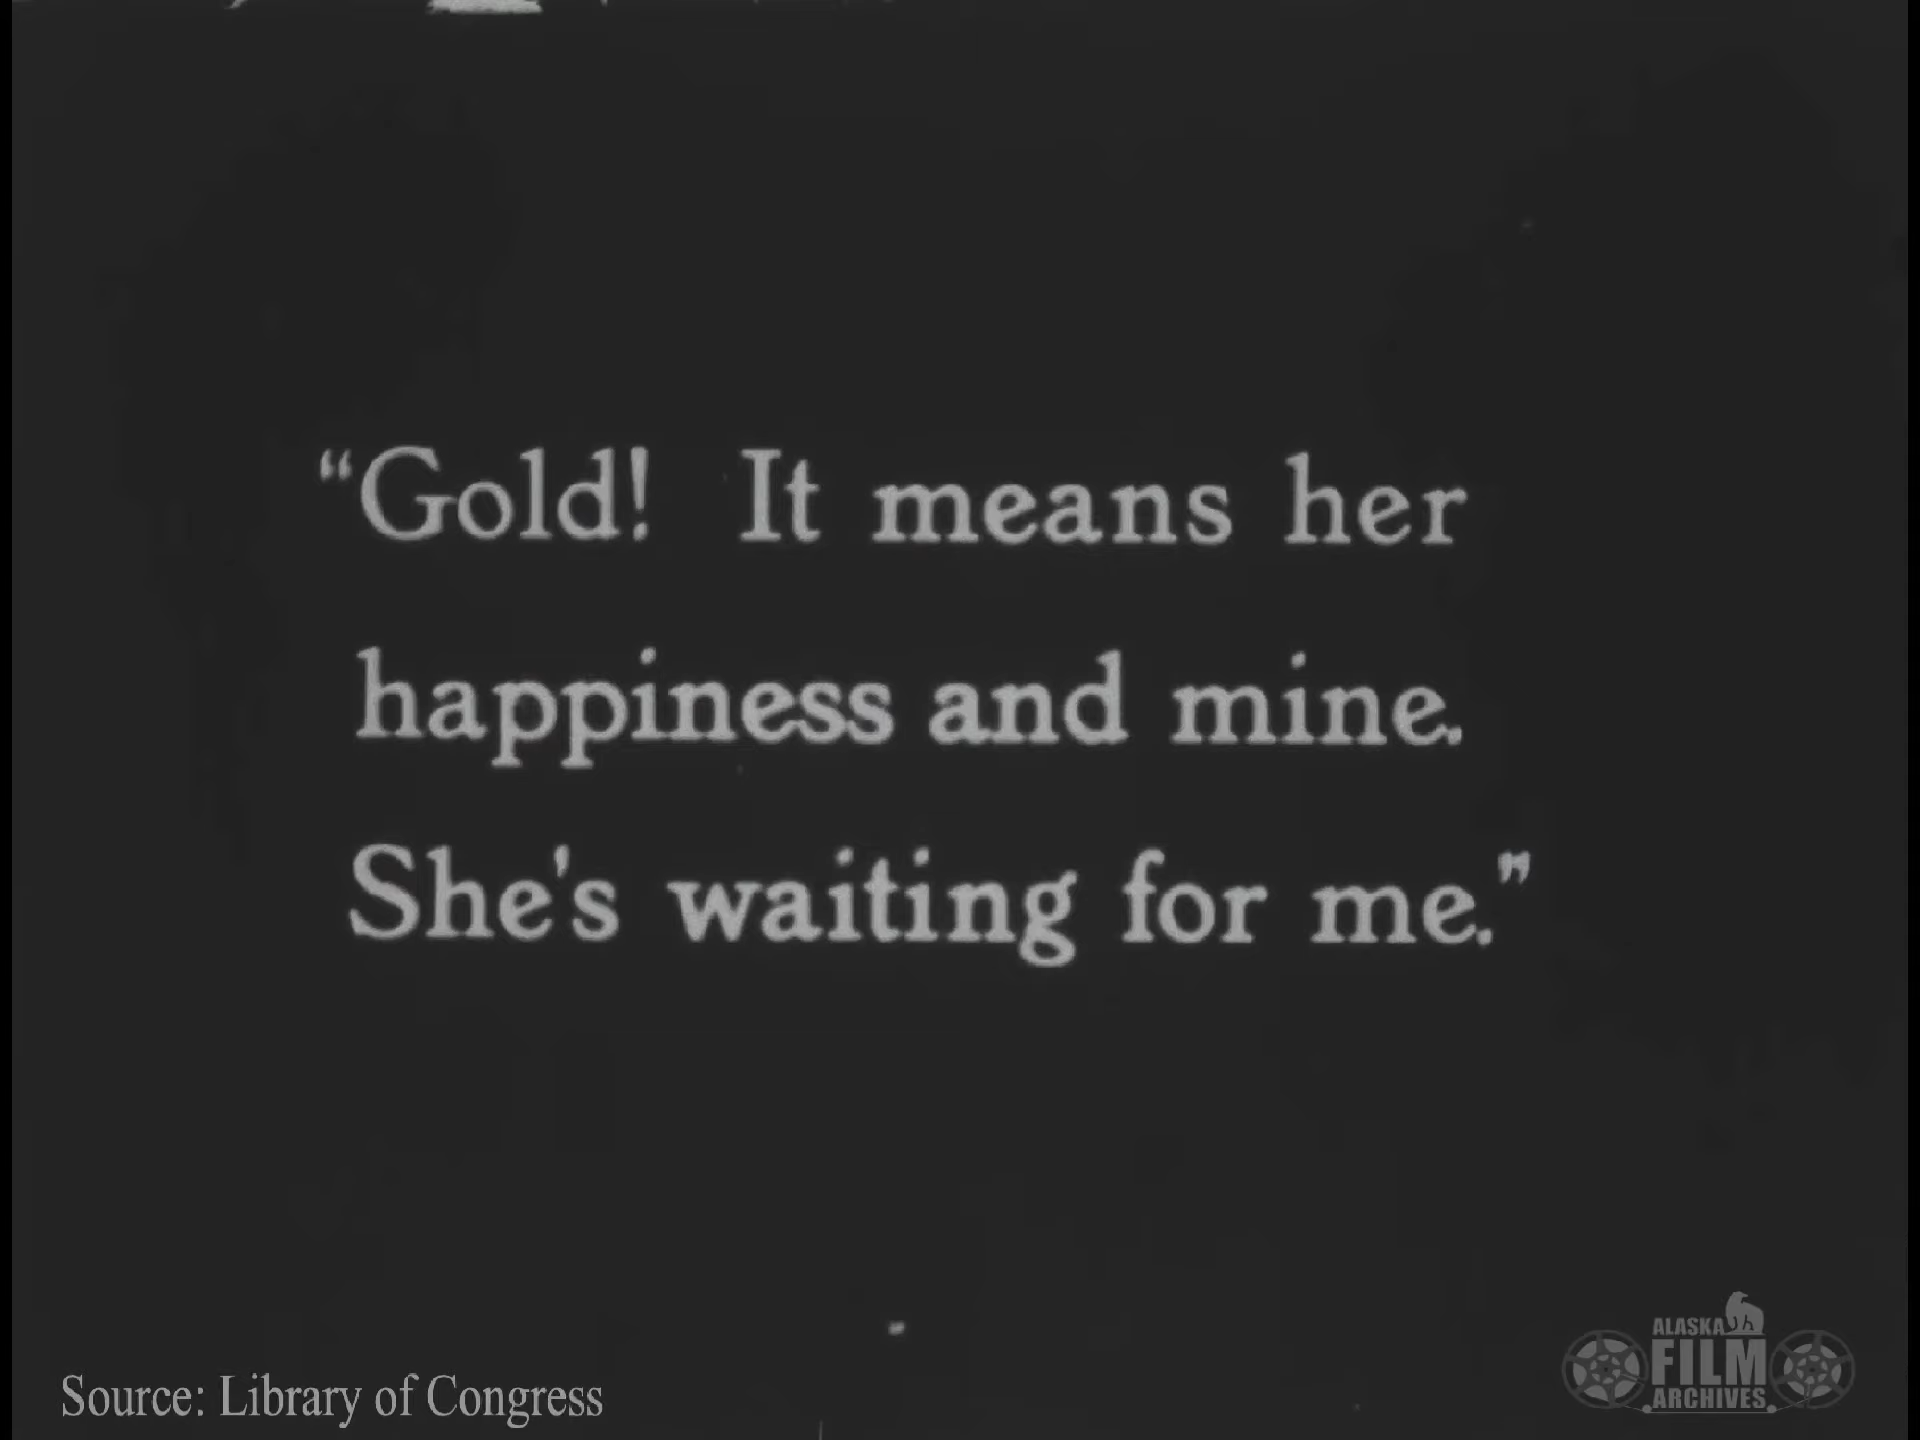 “Gold! It means her
happiness and mine.
She's waiting for me.”
Source: Library of Congress
ALASKA
FILM
ARCHIVES